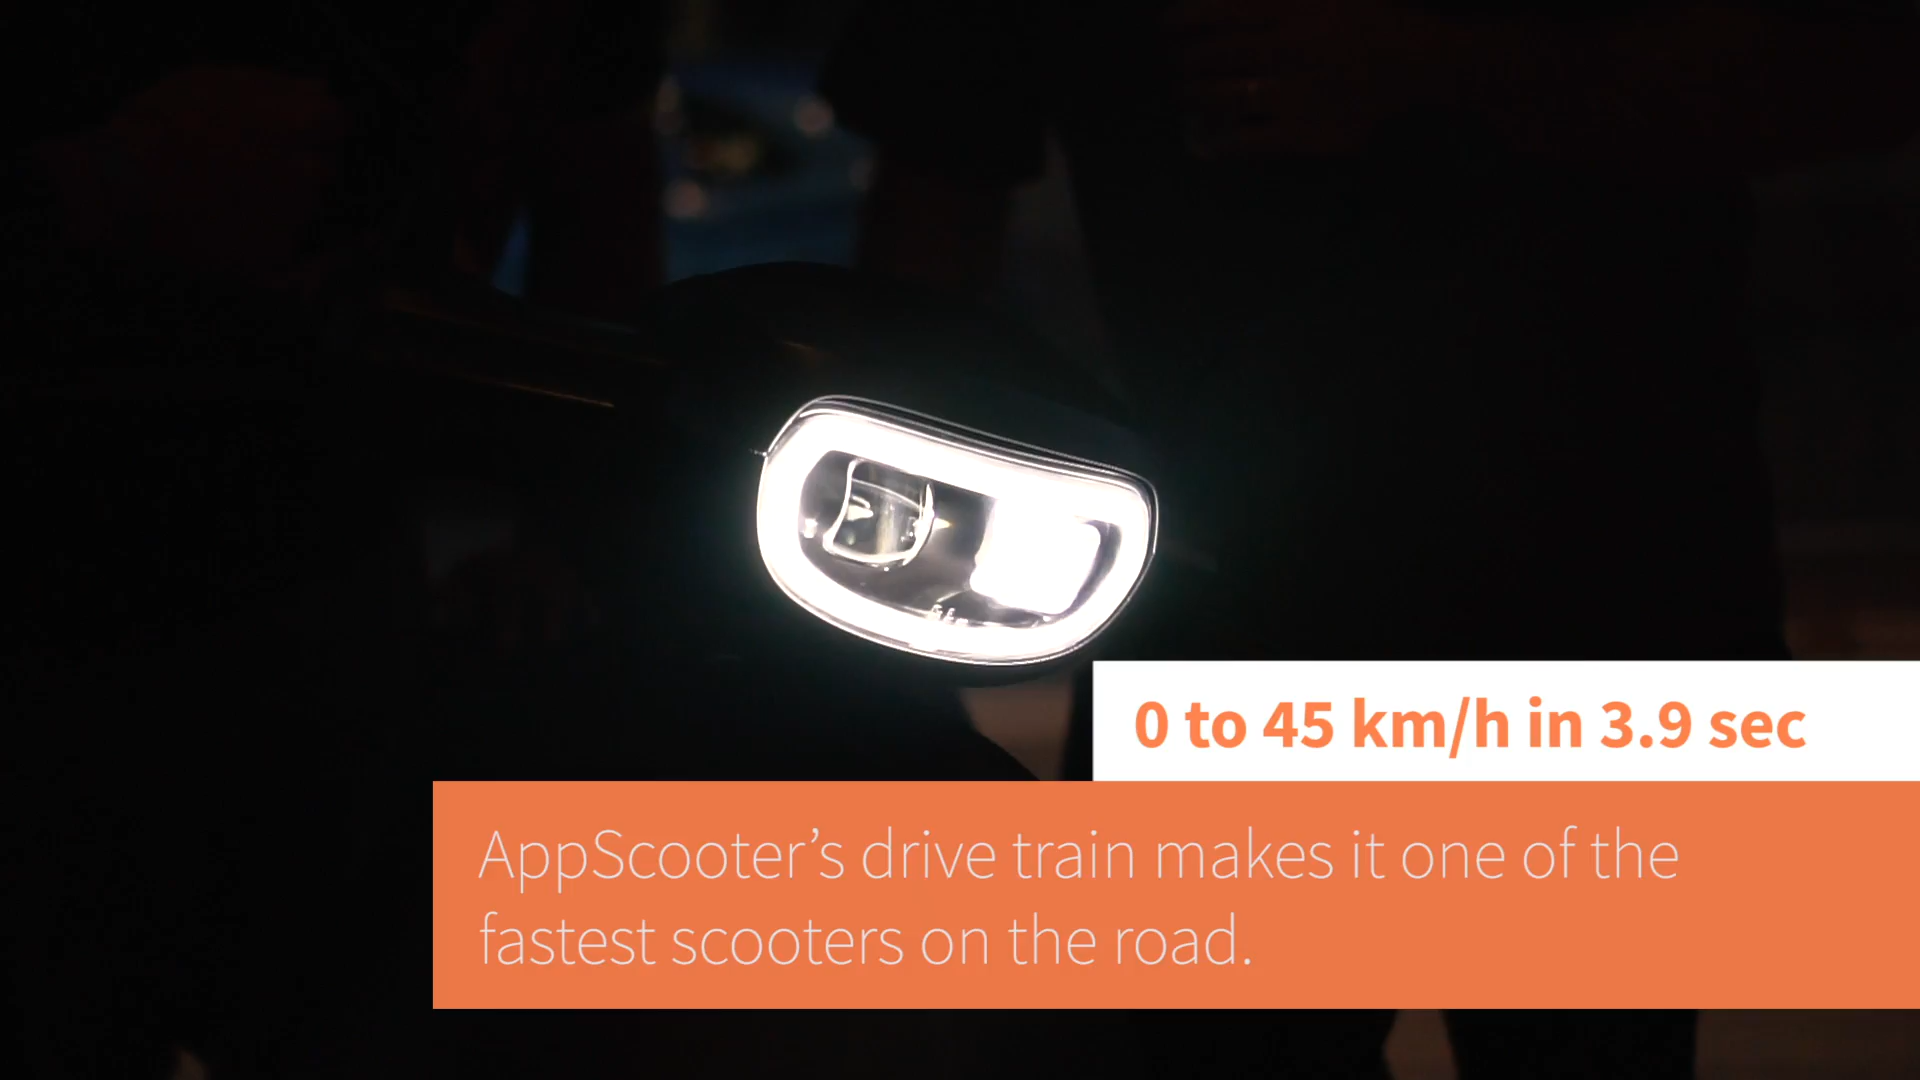 0 to 45 km/h in 3.9 sec
AppScooter’s drive train makes it one of the
fastest scooters on the road.